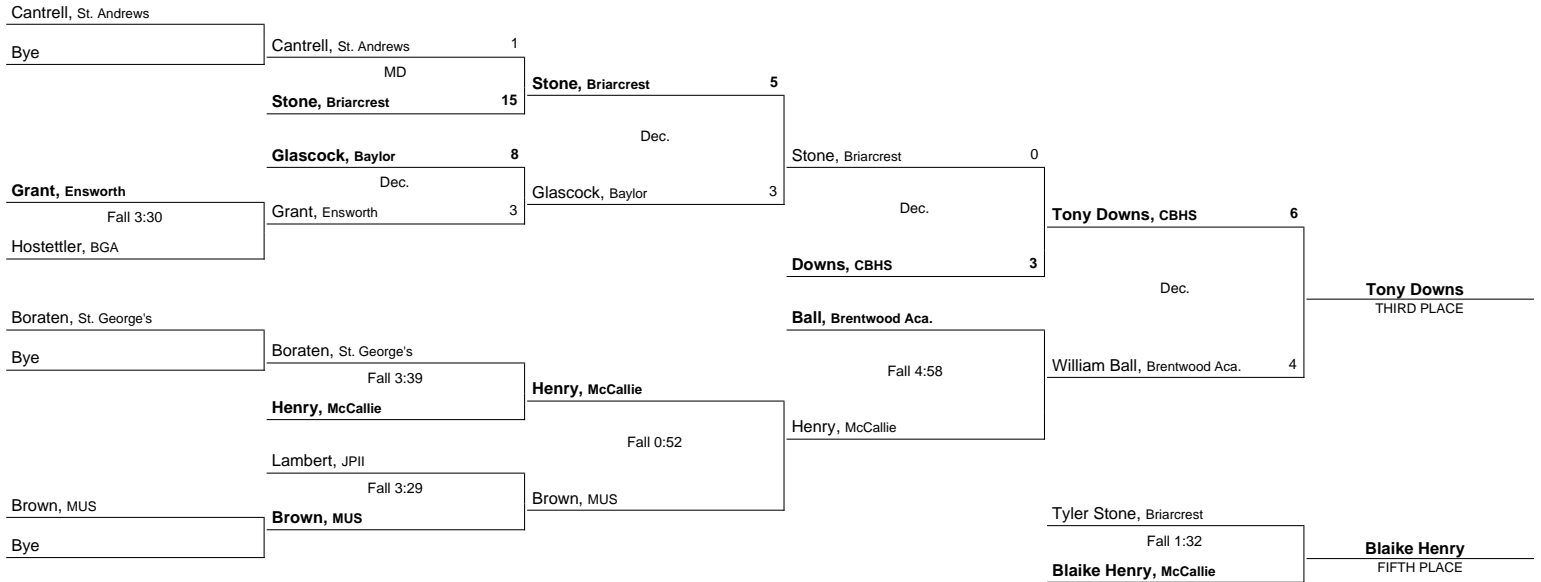 Cantrell, St. Andrews
Bye
Cantrell, St. Andrews 1
MD
Stone, Briarcrest 15
Stone, Briarcrest 5
Dec.
Glascock, Baylor 8
Dec.
Grant, Ensworth 3
Glascock, Baylor 3
Grant, Ensworth
Fall 3:30
Hostettler, BGA
Stone, Briarcrest 0
Dec.
Downs, CBHS 3
Tony Downs, CBHS 6
Dec.
William Ball, Brentwood Aca. 4
Tony Downs
THIRD PLACE
Boraten, St. George's
Bye
Boraten, St. George's
Fall 3:39
Henry, McCallie
Henry, McCallie
Fall 0:52
Brown, MUS
Ball, Brentwood Aca.
Fall 4:58
Henry, McCallie
Lambert, JPII
Fall 3:29
Brown, MUS
Brown, MUS
Bye
Tyler Stone, Briarcrest
Fall 1:32
Blaike Henry, McCallie
Blaike Henry
FIFTH PLACE